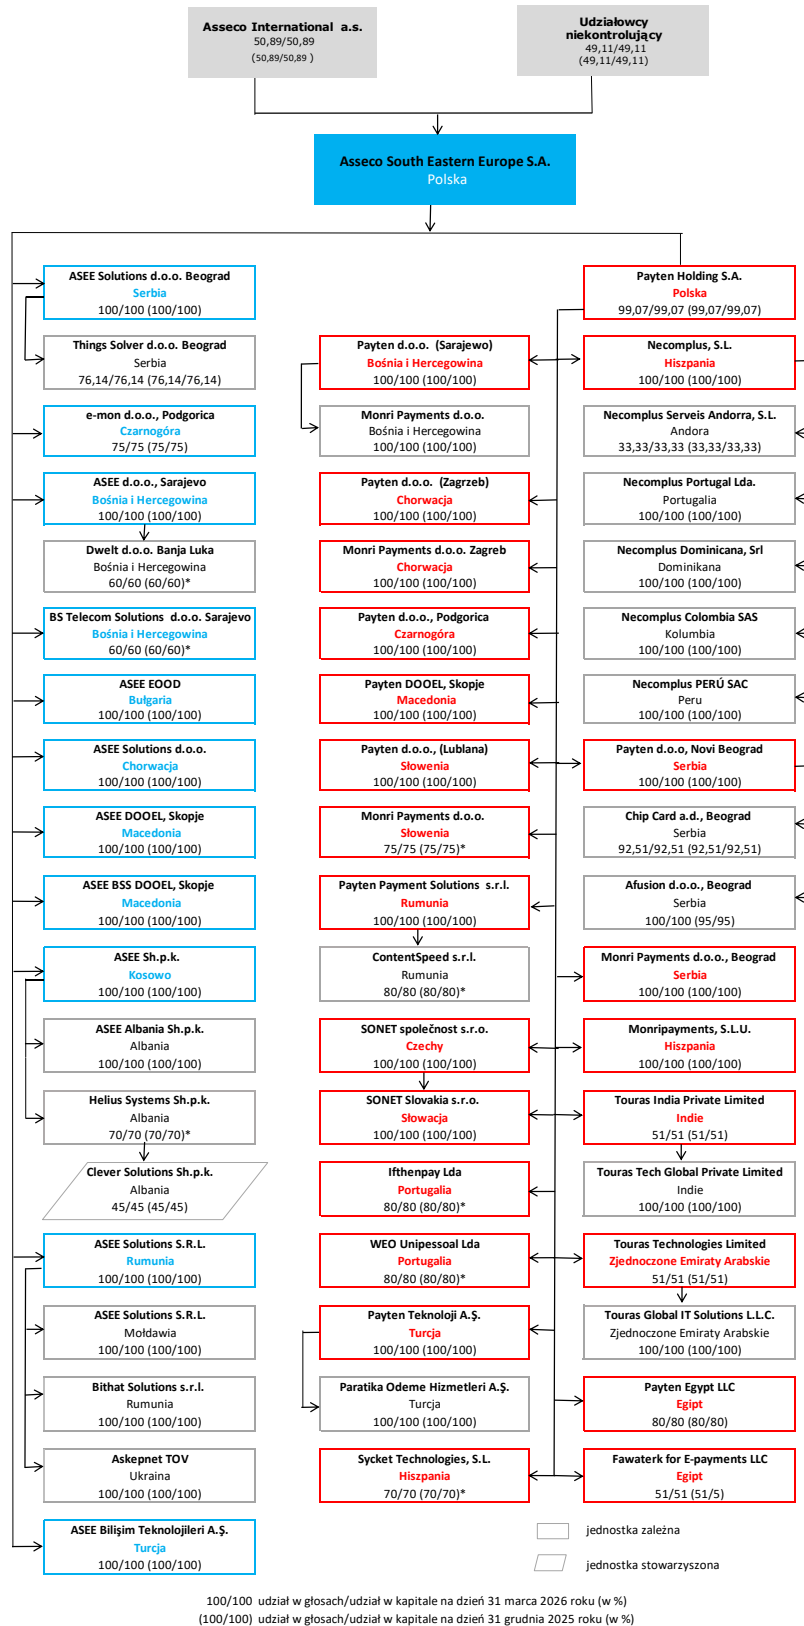 Asseco International a.s.
50,89/50,89
(50,89/50,89 )
Udziałowcy
niekontrolujący
49,11/49,11
(49,11/49,11)
Asseco South Eastern Europe S.A.
Polska
ASEE Solutions d.o.o. Beograd
Serbia
100/100 (100/100)
Things Solver d.o.o. Beograd
Serbia
76,14/76,14 (76,14/76,14)
e-mon d.o.o., Podgorica
Czarnogóra
75/75 (75/75)
ASEE d.o.o., Sarajevo
Bośnia i Hercegowina
100/100 (100/100)
Dwelt d.o.o. Banja Luka
Bośnia i Hercegowina
60/60 (60/60)*
BS Telecom Solutions d.o.o. Sarajevo
Bośnia i Hercegowina
60/60 (60/60)*
ASEE EOOD
Bułgaria
100/100 (100/100)
ASEE Solutions d.o.o.
Chorwacja
100/100 (100/100)
ASEE DOOEL, Skopje
Macedonia
100/100 (100/100)
ASEE BSS DOOEL, Skopje
Macedonia
100/100 (100/100)
ASEE Sh.p.k.
Kosowo
100/100 (100/100)
ASEE Albania Sh.p.k.
Albania
100/100 (100/100)
Helius Systems Sh.p.k.
Albania
70/70 (70/70)*
Clever Solutions Sh.p.k.
Albania
45/45 (45/45)
ASEE Solutions S.R.L.
Rumunia
100/100 (100/100)
ASEE Solutions S.R.L.
Mołdawia
100/100 (100/100)
Bithat Solutions s.r.l.
Rumunia
100/100 (100/100)
Askepnet TOV
Ukraina
100/100 (100/100)
ASEE Bilişim Teknolojileri A.Ş.
Turcja
100/100 (100/100)
Payten d.o.o. (Sarajewo)
Bośnia i Hercegowina
100/100 (100/100)
Monri Payments d.o.o.
Bośnia i Hercegowina
100/100 (100/100)
Payten d.o.o. (Zagrzeb)
Chorwacja
100/100 (100/100)
Monri Payments d.o.o. Zagreb
Chorwacja
100/100 (100/100)
Payten d.o.o., Podgorica
Czarnogóra
100/100 (100/100)
Payten DOOEL, Skopje
Macedonia
100/100 (100/100)
Payten d.o.o., (Lublana)
Słowenia
100/100 (100/100)
Monri Payments d.o.o.
Słowenia
75/75 (75/75)*
Payten Payment Solutions s.r.l.
Rumunia
100/100 (100/100)
ContentSpeed s.r.l.
Rumunia
80/80 (80/80)*
SONET společnost s.r.o.
Czechy
100/100 (100/100)
SONET Slovakia s.r.o.
Słowacja
100/100 (100/100)
Ifthenpay Lda
Portugalia
80/80 (80/80)*
WEO Unipessoal Lda
Portugalia
80/80 (80/80)*
Payten Teknoloji A.Ş.
Turcja
100/100 (100/100)
Paratika Odeme Hizmetleri A.Ş.
Turcja
100/100 (100/100)
Sycket Technologies, S.L.
Hiszpania
70/70 (70/70)*
Payten Holding S.A.
Polska
99,07/99,07 (99,07/99,07)
Necomplus, S.L.
Hiszpania
100/100 (100/100)
Necomplus Serveis Andorra, S.L.
Andora
33,33/33,33 (33,33/33,33)
Necomplus Portugal Lda.
Portugalia
100/100 (100/100)
Necomplus Dominicana, Srl
Dominikana
100/100 (100/100)
Necomplus Colombia SAS
Kolumbia
100/100 (100/100)
Necomplus PERÚ SAC
Peru
100/100 (100/100)
Payten d.o.o, Novi Beograd
Serbia
100/100 (100/100)
Chip Card a.d., Beograd
Serbia
92,51/92,51 (92,51/92,51)
Afusion d.o.o., Beograd
Serbia
100/100 (95/95)
Monri Payments d.o.o., Beograd
Serbia
100/100 (100/100)
Monripayments, S.L.U.
Hiszpania
100/100 (100/100)
Touras India Private Limited
Indie
51/51 (51/51)
Touras Tech Global Private Limited
Indie
100/100 (100/100)
Touras Technologies Limited
Zjednoczone Emiraty Arabskie
51/51 (51/51)
Touras Global IT Solutions L.L.C.
Zjednoczone Emiraty Arabskie
100/100 (100/100)
Payten Egypt LLC
Egipt
80/80 (80/80)
Fawaterk for E-payments LLC
Egipt
51/51 (51/5)
jednostka zależna
jednostka stowarzyszona
100/100 udział w głosach/udział w kapitale na dzień 31 marca 2026 roku (w %)
(100/100) udział w głosach/udział w kapitale na dzień 31 grudnia 2025 roku (w %)